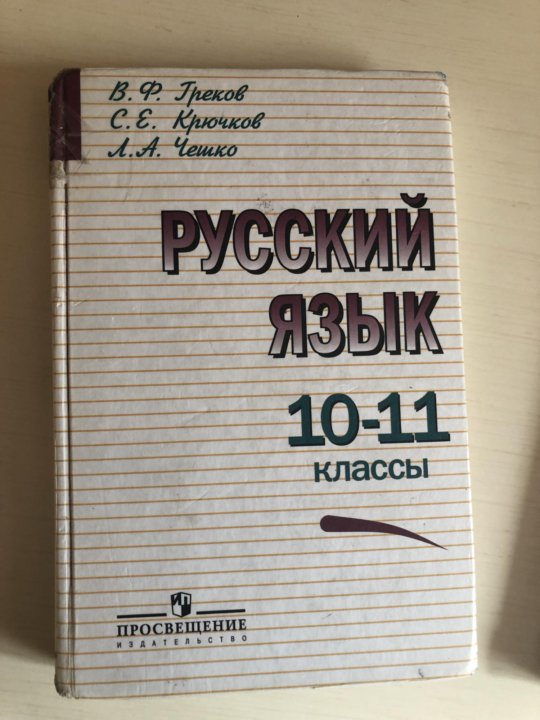 В. Ф. Греков
С. Е. Крючков
Л. А. Чешко
РУССКИЙ
ЯЗЫК
10-11
классы
ПРОСВЕЩЕНИЕ
ИЗДАТЕЛЬСТВО